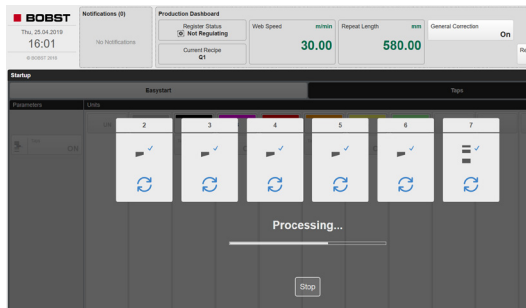 BOBST
Notifications (0)
Production Dashboard
Thu, 25.04.2019
16:01
© BOBST 2019
No Notifications
Register Status
Not Regulating
Current Recipe
Q1
Web Speed m/min
30.00
Repeat Length mm
580.00
General Correction
On
Startup
Easystart
Taps
Parameters
Units
ON
2 3 4 5 6 7
Processing...
Stop